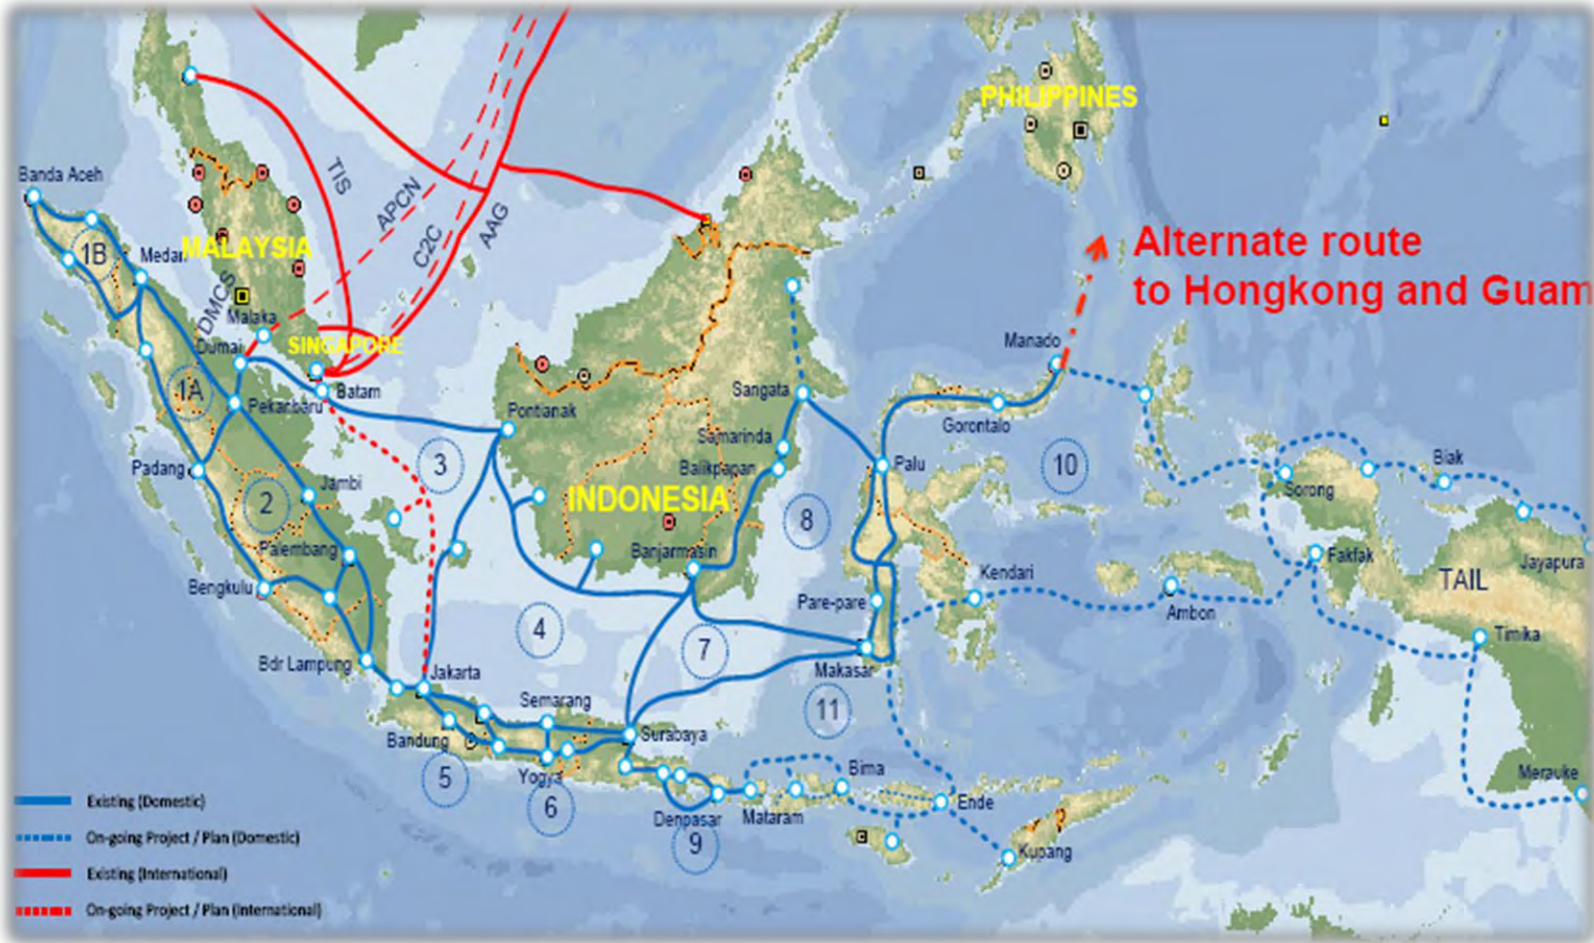 PHILIPPINES
TIS
Banda Aceh
APCN
C2C
AAG
1B
Medan
MALAYSIA
Alternate route
to Hongkong and Guam
DMCS
Malaka
Manado
Dumai
SINGAPORE
1A
Pekanbaru
Batam
Sangata
Pontianak
Gorontalo
Samarinda
3
Padang
Balikpapan
Palu
10
Biak
Jambi
INDONESIA
Sorong
2
8
Palembang
Banjarmasin
Fakfak
Jayapura
Bengkulu
Kendari
TAIL
Pare-pare
Ambon
4
Timika
Bdr Lampung
7
Makasar
Jakarta
Semarang
11
Bandung
Surabaya
Yogya
Bima
Merauke
5
Ende
6
Denpasar
Mataram
9
Kupang
Existing (Domestic)
On-going Project / Plan (Domestic)
Existing (International)
On-going Project / Plan (International)